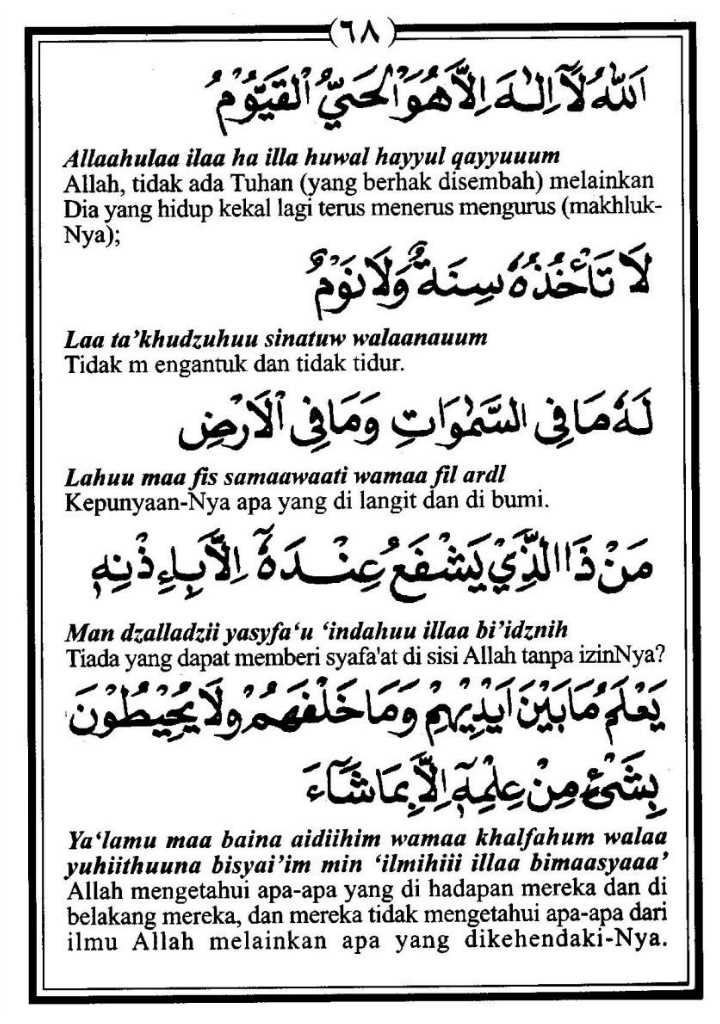 (٦٨)
اَللّٰهُ لَآ اِلٰهَ اِلَّا هُوَ الْحَيُّ الْقَيُّوْمُ
Allaahulaa ilaa ha illa huwal hayyul qayyuuum
Allah, tidak ada Tuhan (yang berhak disembah) melainkan
Dia yang hidup kekal lagi terus menerus mengurus (makhluk-
Nya);
لَا تَأْخُذُهٗ سِنَةٌ وَلَا نَوْمٌ
Laa ta’khudzuhuu sinatuw walaanauum
Tidak m engantuk dan tidak tidur.
لَهٗ مَا فِى السَّمٰوَاتِ وَمَا فِى الْاَرْضِ
Lahuu maa fis samaawaati wamaa fil ardl
Kepunyaan-Nya apa yang di langit dan di bumi.
مَنْ ذَا الَّذِيْ يَشْفَعُ عِنْدَهٗٓ اِلَّا بِاِذْنِهٖ
Man dzalladzii yasyfa‘u ‘indahuu illaa bi’idznih
Tiada yang dapat memberi syafa'at di sisi Allah tanpa izinNya?
يَعْلَمُ مَا بَيْنَ اَيْدِيْهِمْ وَمَا خَلْفَهُمْ وَلَا يُحِيْطُوْنَ
بِشَىْءٍ مِنْ عِلْمِهٖٓ اِلَّا بِمَا شَآءَ
Ya‘lamu maa baina aidiihim wamaa khalfahum walaa
yuhiithuuna bisyai’im min ‘ilmihiii illaa bimaasyaaa’
Allah mengetahui apa-apa yang di hadapan mereka dan di
belakang mereka, dan mereka tidak mengetahui apa-apa dari
ilmu Allah melainkan apa yang dikehendaki-Nya.